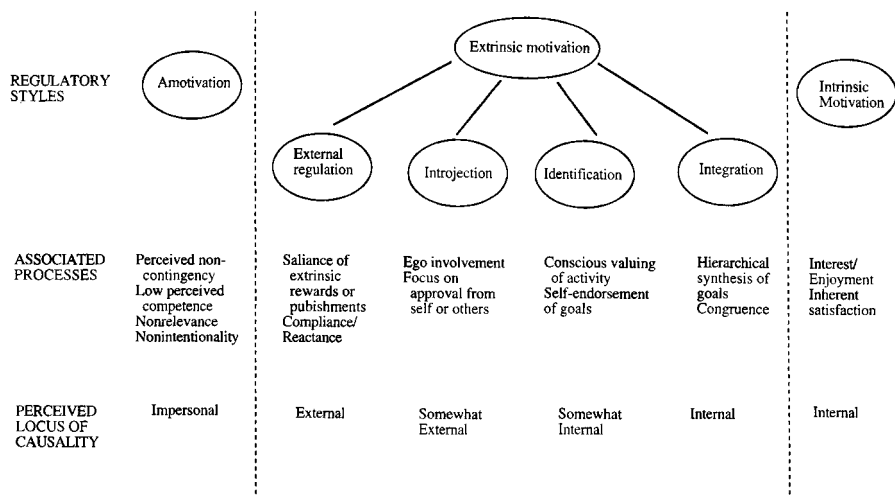 Extrinsic motivation
REGULATORY
STYLES
Amotivation
Intrinsic
Motivation
External
regulation
Introjection
Identification
Integration
ASSOCIATED
PROCESSES
Perceived non-
contingency
Low perceived
competence
Nonrelevance
Nonintentionality
Saliance of
extrinsic
rewards or
pubishments
Compliance/
Reactance
Ego involvement
Focus on
approval from
self or others
Conscious valuing
of activity
Self-endorsement
of goals
Hierarchical
synthesis of
goals
Congruence
Interest/
Enjoyment
Inherent
satisfaction
PERCEIVED
LOCUS OF
CAUSALITY
Impersonal
External
Somewhat
External
Somewhat
Internal
Internal
Internal